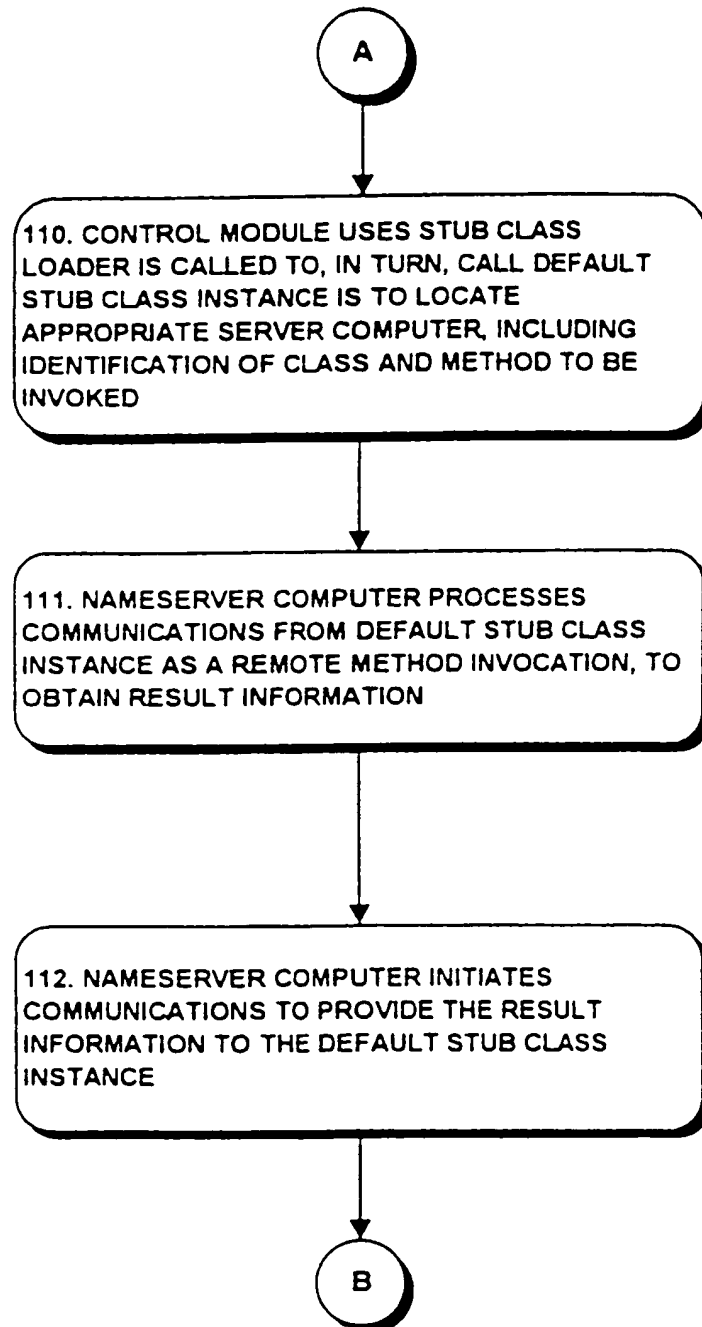 A
110. CONTROL MODULE USES STUB CLASS
LOADER IS CALLED TO, IN TURN, CALL DEFAULT
STUB CLASS INSTANCE IS TO LOCATE
APPROPRIATE SERVER COMPUTER, INCLUDING
IDENTIFICATION OF CLASS AND METHOD TO BE
INVOKED
111. NAMESERVER COMPUTER PROCESSES
COMMUNICATIONS FROM DEFAULT STUB CLASS
INSTANCE AS A REMOTE METHOD INVOCATION, TO
OBTAIN RESULT INFORMATION
112. NAMESERVER COMPUTER INITIATES
COMMUNICATIONS TO PROVIDE THE RESULT
INFORMATION TO THE DEFAULT STUB CLASS
INSTANCE
B